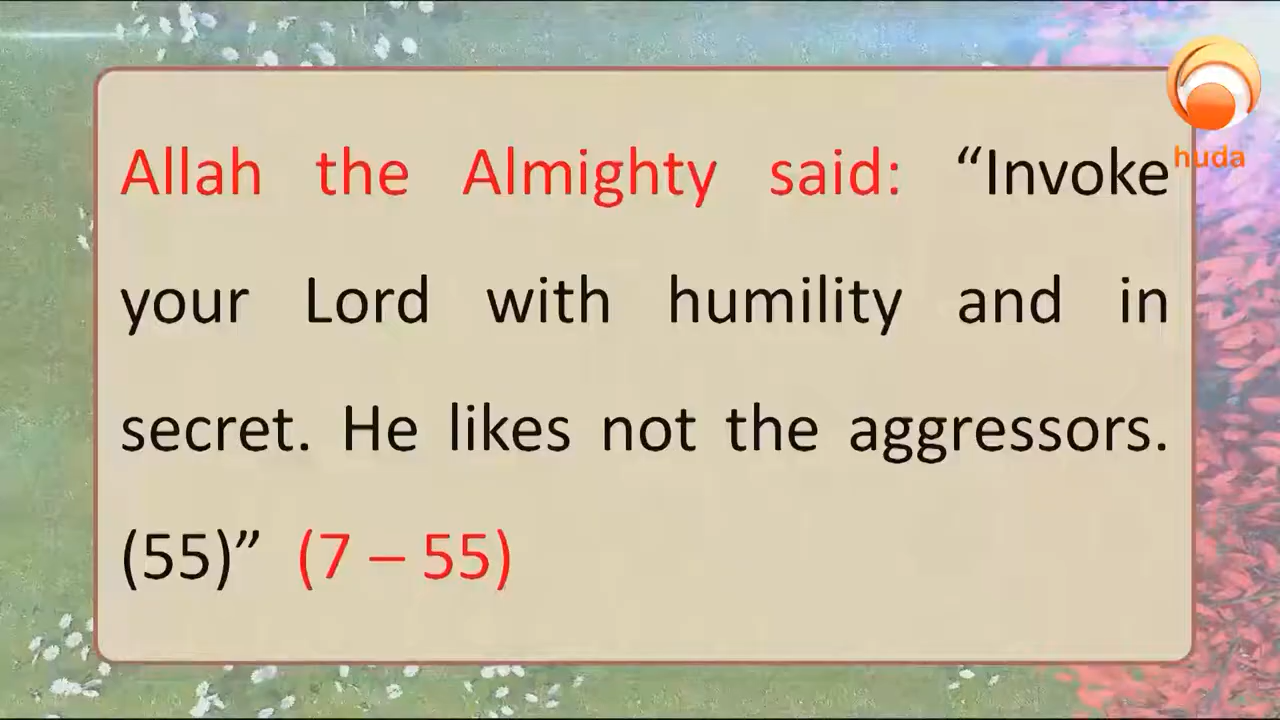 Allah the Almighty said: “Invoke
huda
your Lord with humility and in
secret. He likes not the aggressors.
(55)” (7 – 55)